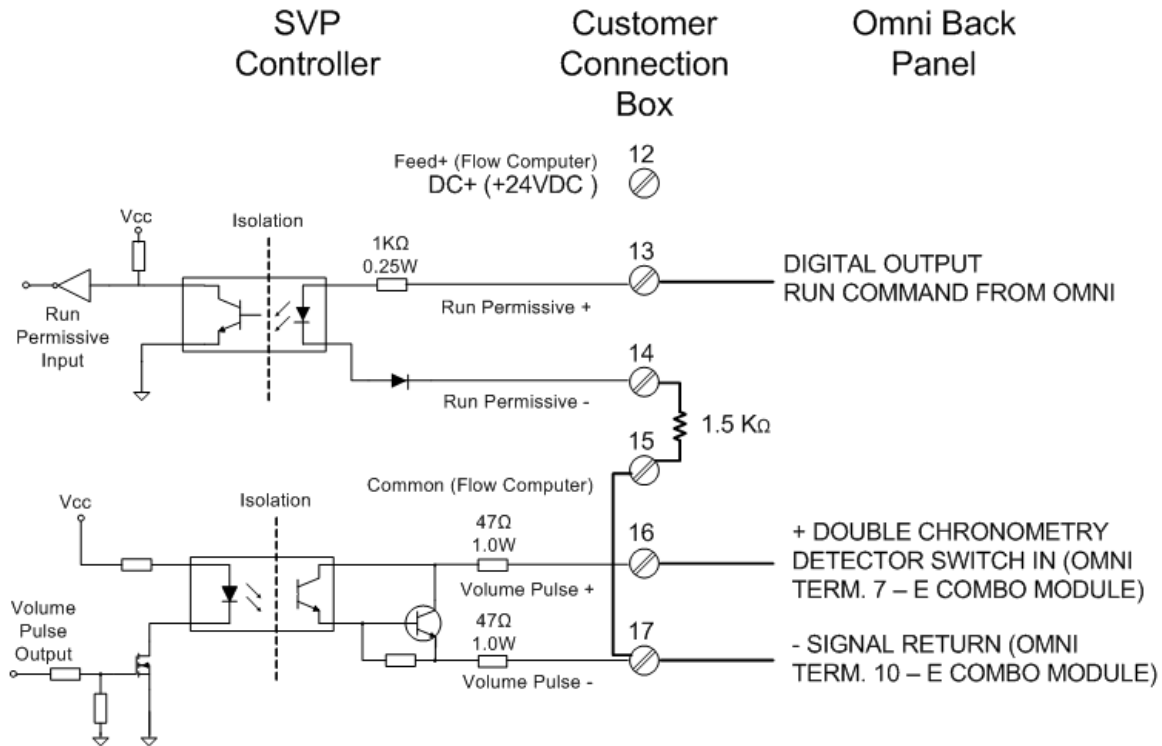 SVP
Controller
Customer
Connection
Box
Omni Back
Panel
Feed+ (Flow Computer)
DC+ (+24VDC )
12
Vcc
Isolation
1KΩ
0.25W
13
DIGITAL OUTPUT
RUN COMMAND FROM OMNI
Run
Permissive
Input
Run Permissive +
14
Run Permissive -
1.5 KΩ
15
Common (Flow Computer)
Vcc
Isolation
47Ω
1.0W
16
+ DOUBLE CHRONOMETRY
DETECTOR SWITCH IN (OMNI
TERM. 7 – E COMBO MODULE)
Volume Pulse +
Volume
Pulse
Output
47Ω
1.0W
17
- SIGNAL RETURN (OMNI
TERM. 10 – E COMBO MODULE)
Volume Pulse -